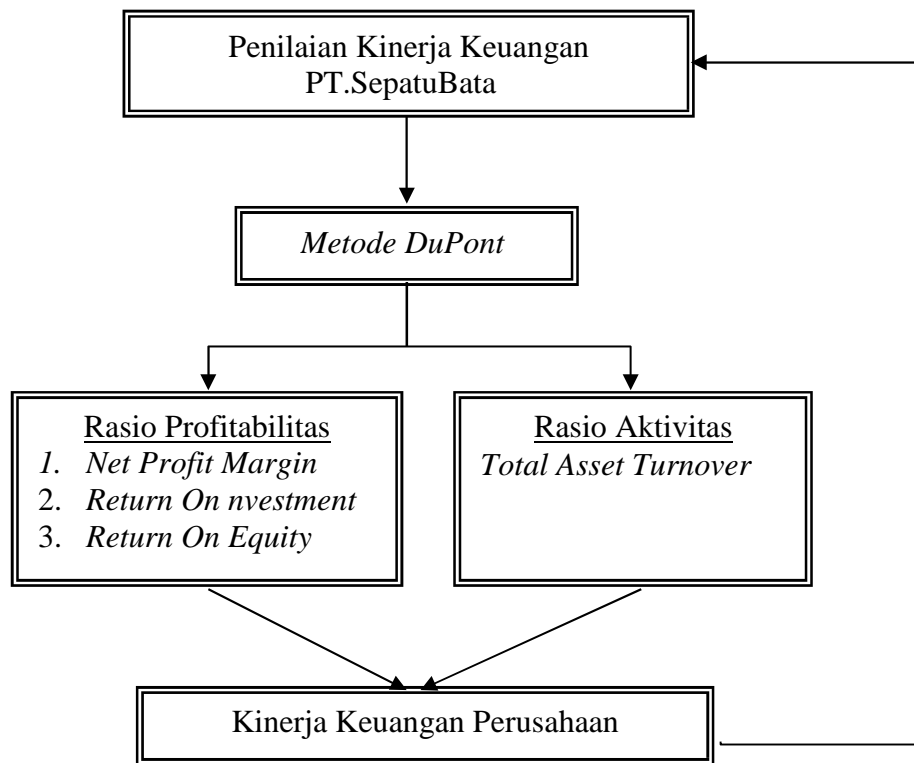 Penilaian Kinerja Keuangan
PT.SepatuBata
Metode DuPont
Rasio Profitabilitas
1. Net Profit Margin
2. Return On nvestment
3. Return On Equity
Rasio Aktivitas
Total Asset Turnover
Kinerja Keuangan Perusahaan